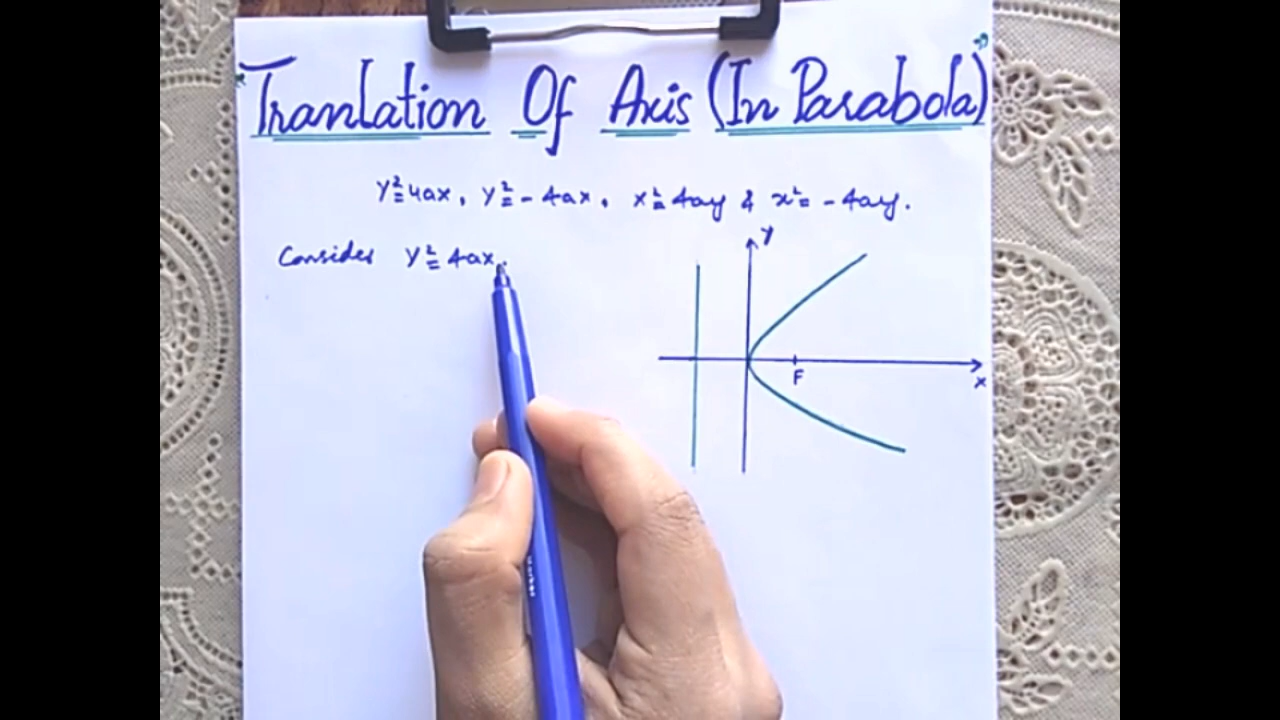 "Tranlation Of Axis (In Parabola)"
y²=4ax, y²=-4ax, x²=4ay & x²=-4ay.
Consider y²=4ax.
y
F
x